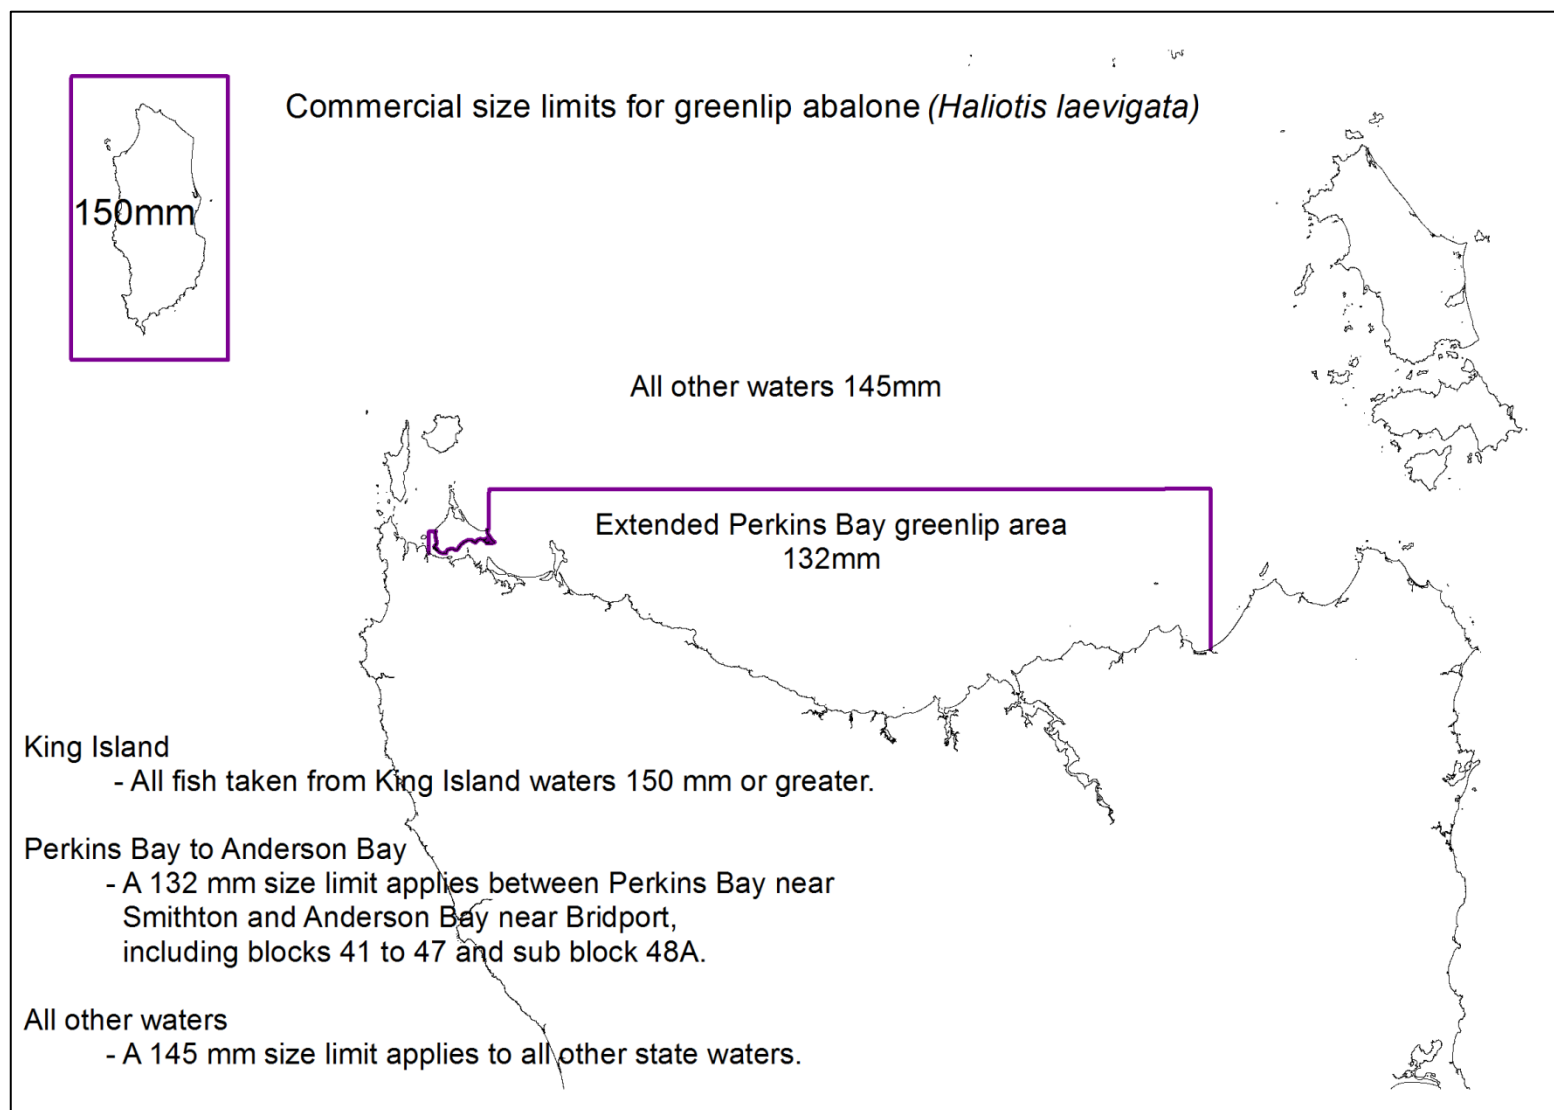 Commercial size limits for greenlip abalone (Haliotis laevigata)
150mm
All other waters 145mm
Extended Perkins Bay greenlip area
132mm
King Island
- All fish taken from King Island waters 150 mm or greater.
Perkins Bay to Anderson Bay
- A 132 mm size limit applies between Perkins Bay near
Smithton and Anderson Bay near Bridport,
including blocks 41 to 47 and sub block 48A.
All other waters
- A 145 mm size limit applies to all other state waters.